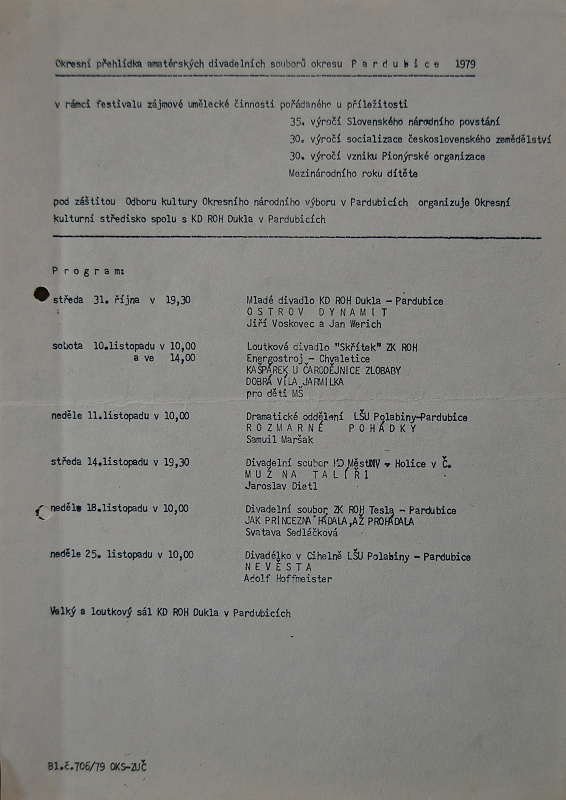 Okresní přehlídka amatérských divadelních souborů okresu P a r d u b i c e 1979
v rámci festivalu zájmové umělecké činnosti pořádaného u příležitosti
35. výročí Slovenského národního povstání
30. výročí socializace československého zemědělství
30. výročí vzniku Pionýrské organizace
Mezinárodního roku dítěte
pod záštitou Odboru kultury Okresního národního výboru v Pardubicích organizuje Okresní
kulturní středisko spolu s KD ROH Dukla v Pardubicích
P r o g r a m:
středa 31. října v 19,30 Mladé divadlo KD ROH Dukla - Pardubice
O S T R O V D Y N A M I T
Jiří Voskovec a Jan Werich
sobota 10.listopadu v 10,00 Loutkové divadlo "Skřítek" ZK ROH
a ve 14,00 Energostroj - Chvaletice
KAŠPÁREK U ČARODĚJNICE ZLOBABY
DOBRÁ VÍLA JARMILKA
pro děti MŠ
neděle 11.listopadu v 10,00 Dramatické oddělení LŠU Polabiny-Pardubice
R O Z M A R N É P O H Á D K Y
Samuil Maršak
středa 14.listopadu v 19,30 Divadelní soubor MěstNV - Holice v Č.
M U Ž N A T A L Í Ř I
Jaroslav Dietl
neděle 18.listopadu v 10,00 Divadelní soubor ZK ROH Tesla - Pardubice
JAK PRINCEZNA HÁDALA, AŽ PROHÁDALA
Svatava Sedláčková
neděle 25. listopadu v 10,00 Divadélko v Cihelně LŠU Polabiny - Pardubice
N E V Ě S T A
Adolf Hoffmeister
Velký a loutkový sál KD ROH Dukla v Pardubicích
Bl.č.706/79 OKS-ZUČ